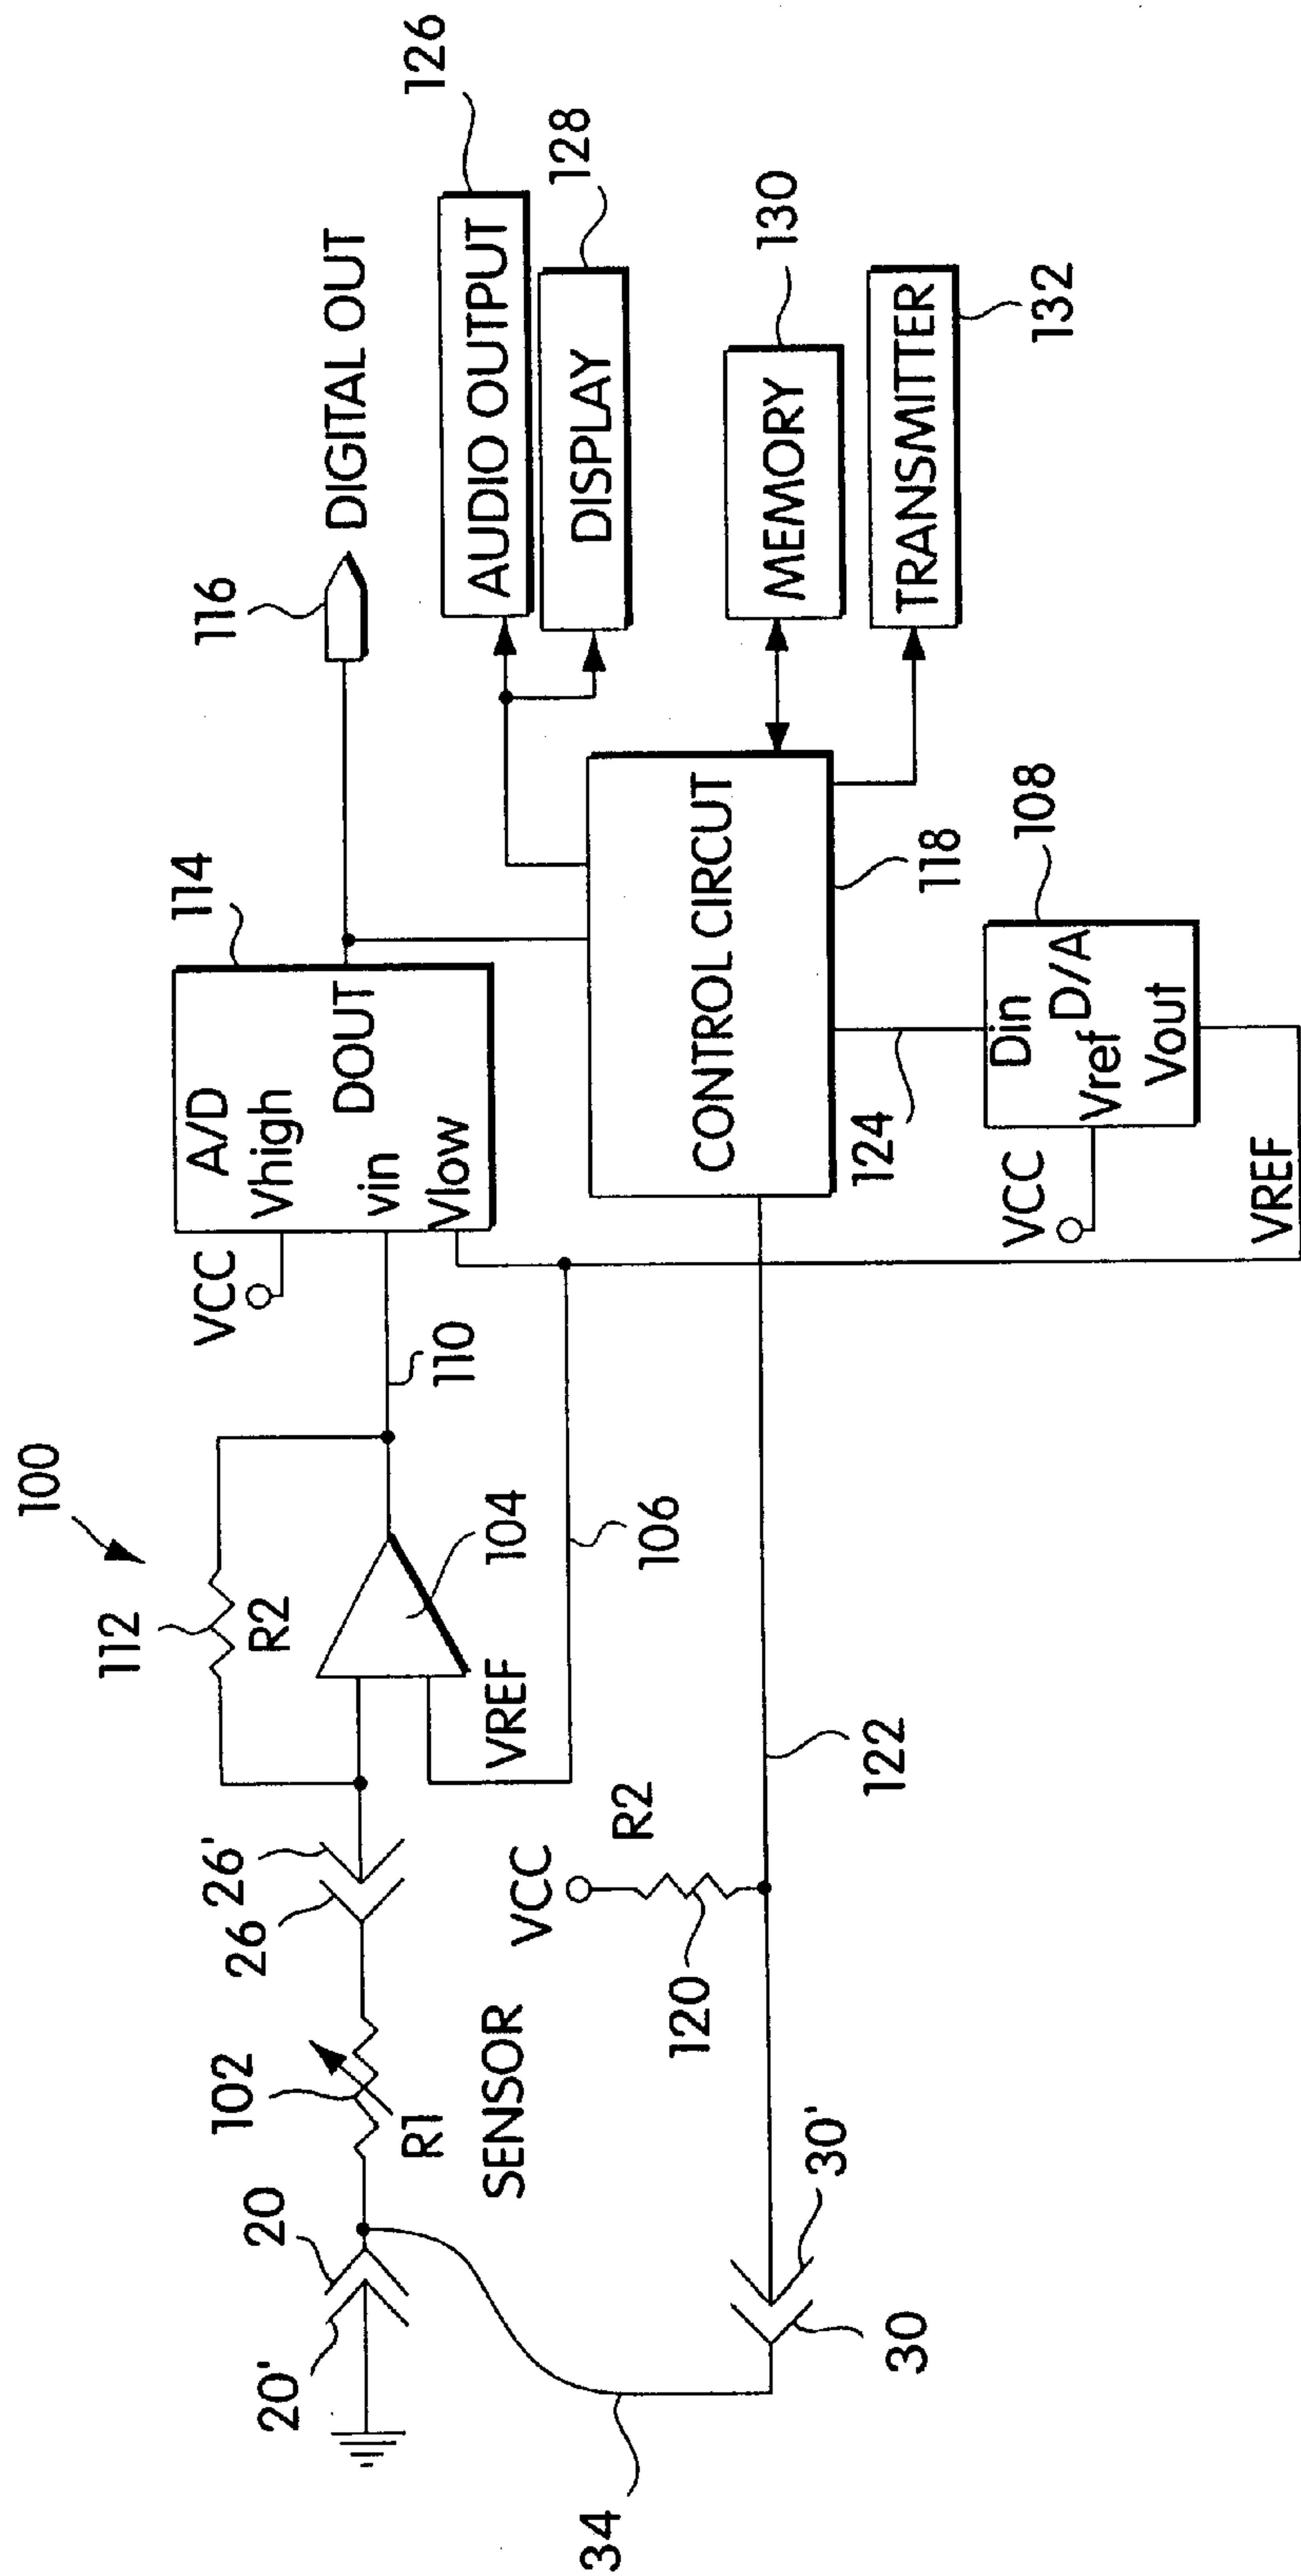 100
112
R2
104
VREF
106
110
VCC
A/D
Vhigh
vin
DOUT
Vlow
114
116
DIGITAL OUT
AUDIO OUTPUT
126
DISPLAY
128
MEMORY
130
TRANSMITTER
132
CONTROL CIRCUT
118
124
Din
D/A
Vref
Vout
108
VCC
VREF
20'
20
102
R1
SENSOR
26
26'
VCC
R2
120
122
30'
30
34